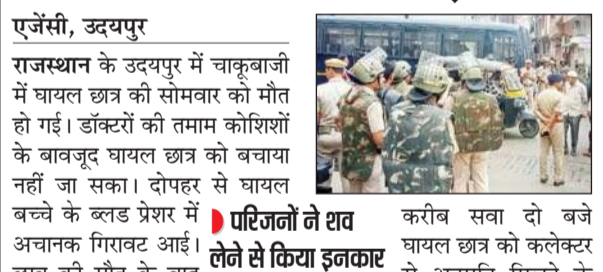 एजेंसी, उदयपुर
राजस्थान के उदयपुर में चाकूबाजी
में घायल छात्र की सोमवार को मौत
हो गई। डॉक्टरों की तमाम कोशिशों
के बावजूद घायल छात्र को बचाया
नहीं जा सका। दोपहर से घायल
बच्चे के ब्लड प्रेशर में
अचानक गिरावट आई।
परिजनों ने शव
लेने से किया इनकार
करीब सवा दो बजे
घायल छात्र को कलेक्टर